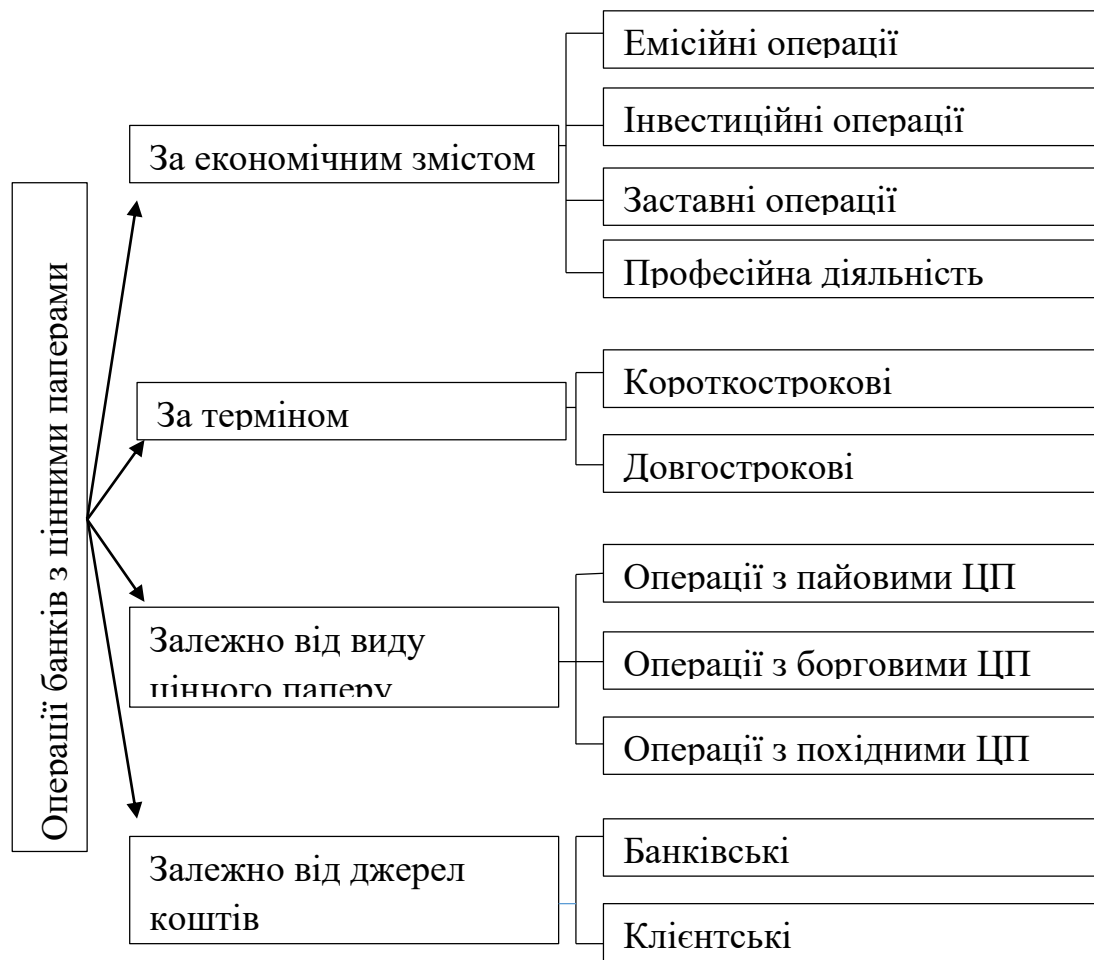 Операції банків з цінними паперами
За економічним змістом
Емісійні операції
Інвестиційні операції
Заставні операції
Професійна діяльність
За терміном
Короткострокові
Довгострокові
Залежно від виду
цінного паперу
Операції з пайовими ЦП
Операції з борговими ЦП
Операції з похідними ЦП
Залежно від джерел
коштів
Банківські
Клієнтські